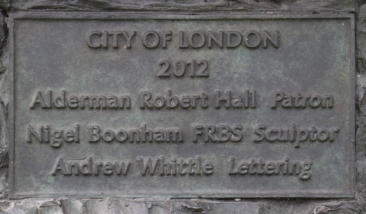 CITY OF LONDON
2012
Alderman Robert Hall Patron
Nigel Boonham FRBS Sculptor
Andrew Whittle Lettering